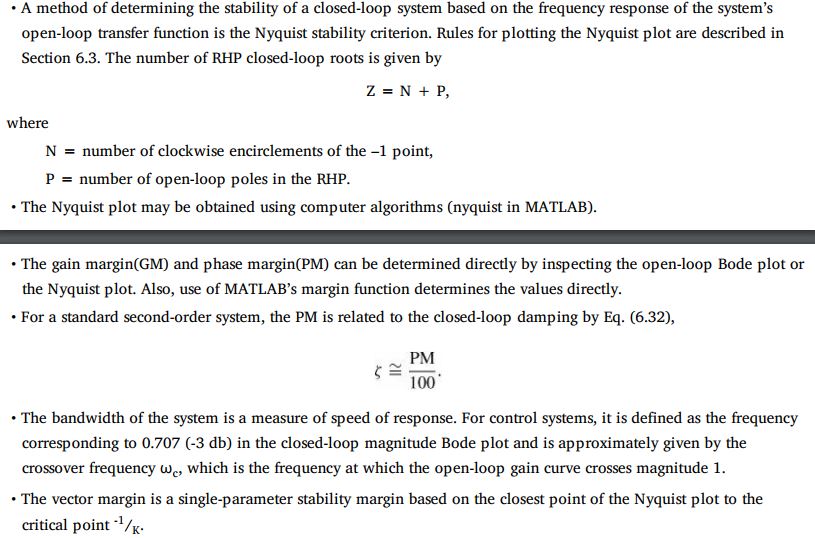 • A method of determining the stability of a closed-loop system based on the frequency response of the system's
open-loop transfer function is the Nyquist stability criterion. Rules for plotting the Nyquist plot are described in
Section 6.3. The number of RHP closed-loop roots is given by
Z = N + P,
where
N = number of clockwise encirclements of the –1 point,
P = number of open-loop poles in the RHP.
• The Nyquist plot may be obtained using computer algorithms (nyquist in MATLAB).
• The gain margin(GM) and phase margin(PM) can be determined directly by inspecting the open-loop Bode plot or
the Nyquist plot. Also, use of MATLAB's margin function determines the values directly.
• For a standard second-order system, the PM is related to the closed-loop damping by Eq. (6.32),
ζ ≅ PM/100.
• The bandwidth of the system is a measure of speed of response. For control systems, it is defined as the frequency
corresponding to 0.707 (-3 db) in the closed-loop magnitude Bode plot and is approximately given by the
crossover frequency ω꜀, which is the frequency at which the open-loop gain curve crosses magnitude 1.
• The vector margin is a single-parameter stability margin based on the closest point of the Nyquist plot to the
critical point -1/K.